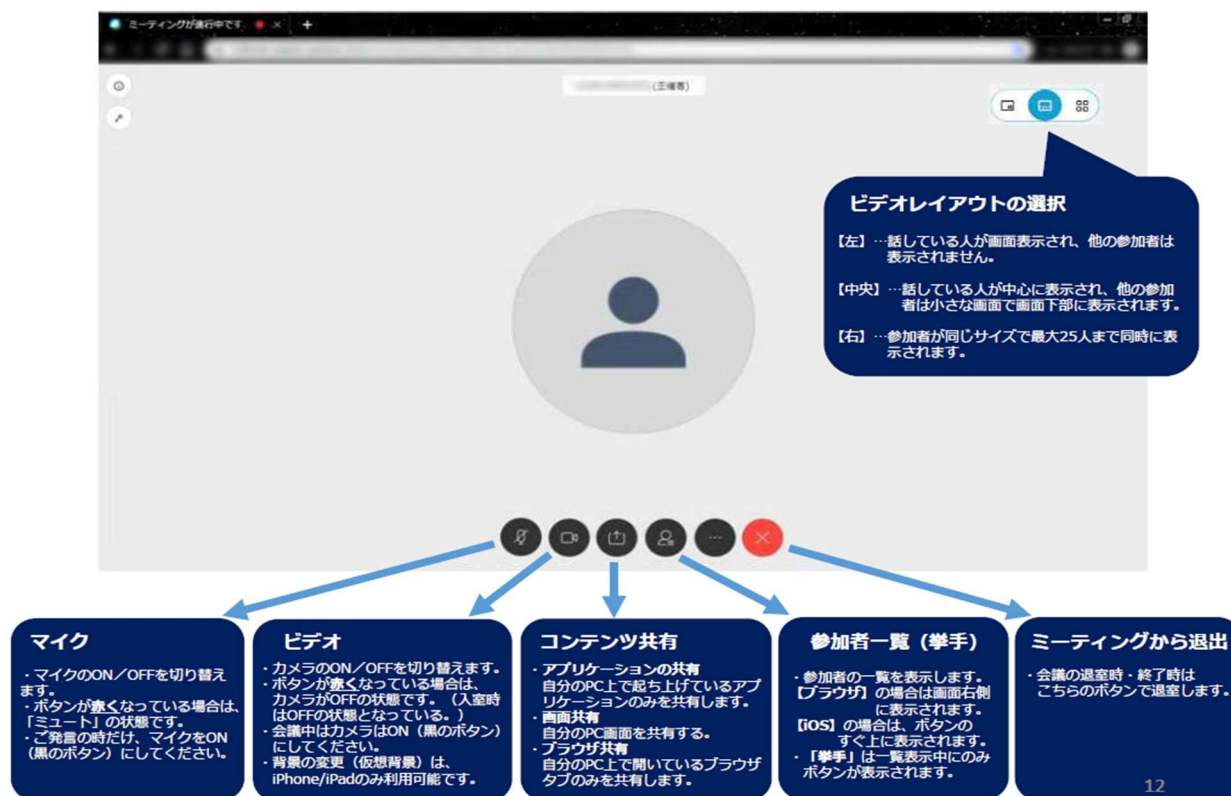 ミーティングが進行中です
(主催者)
ビデオレイアウトの選択
【左】…話している人が画面表示され、他の参加者は
表示されません。
【中央】…話している人が中心に表示され、他の参加
者は小さな画面で画面下部に表示されます。
【右】…参加者が同じサイズで最大25人まで同時に表
示されます。
マイク
・マイクのON／OFFを切り替え
ます。
・ボタンが赤くなっている場合は、
「ミュート」の状態です。
・ご発言の時だけ、マイクをON
（黒のボタン）にしてください。
ビデオ
・カメラのON／OFFを切り替えます。
・ボタンが赤くなっている場合は、
カメラがOFFの状態です。（入室時
はOFFの状態となっている。）
・会議中はカメラはON（黒のボタン）
にしてください。
・背景の変更（仮想背景）は、
iPhone/iPadのみ利用可能です。
コンテンツ共有
・アプリケーションの共有
自分のPC上で起ち上げているアプ
リケーションのみを共有します。
・画面共有
自分のPC画面を共有する。
・ブラウザ共有
自分のPC上で開いているブラウザ
タブのみを共有します。
参加者一覧（挙手）
・参加者の一覧を表示します。
【ブラウザ】の場合は画面右側
に表示されます。
【iOS】の場合は、ボタンの
すぐ上に表示されます。
・「挙手」は一覧表示中にのみ
ボタンが表示されます。
ミーティングから退出
・会議の退室時・終了時は
こちらのボタンで退室します。
12